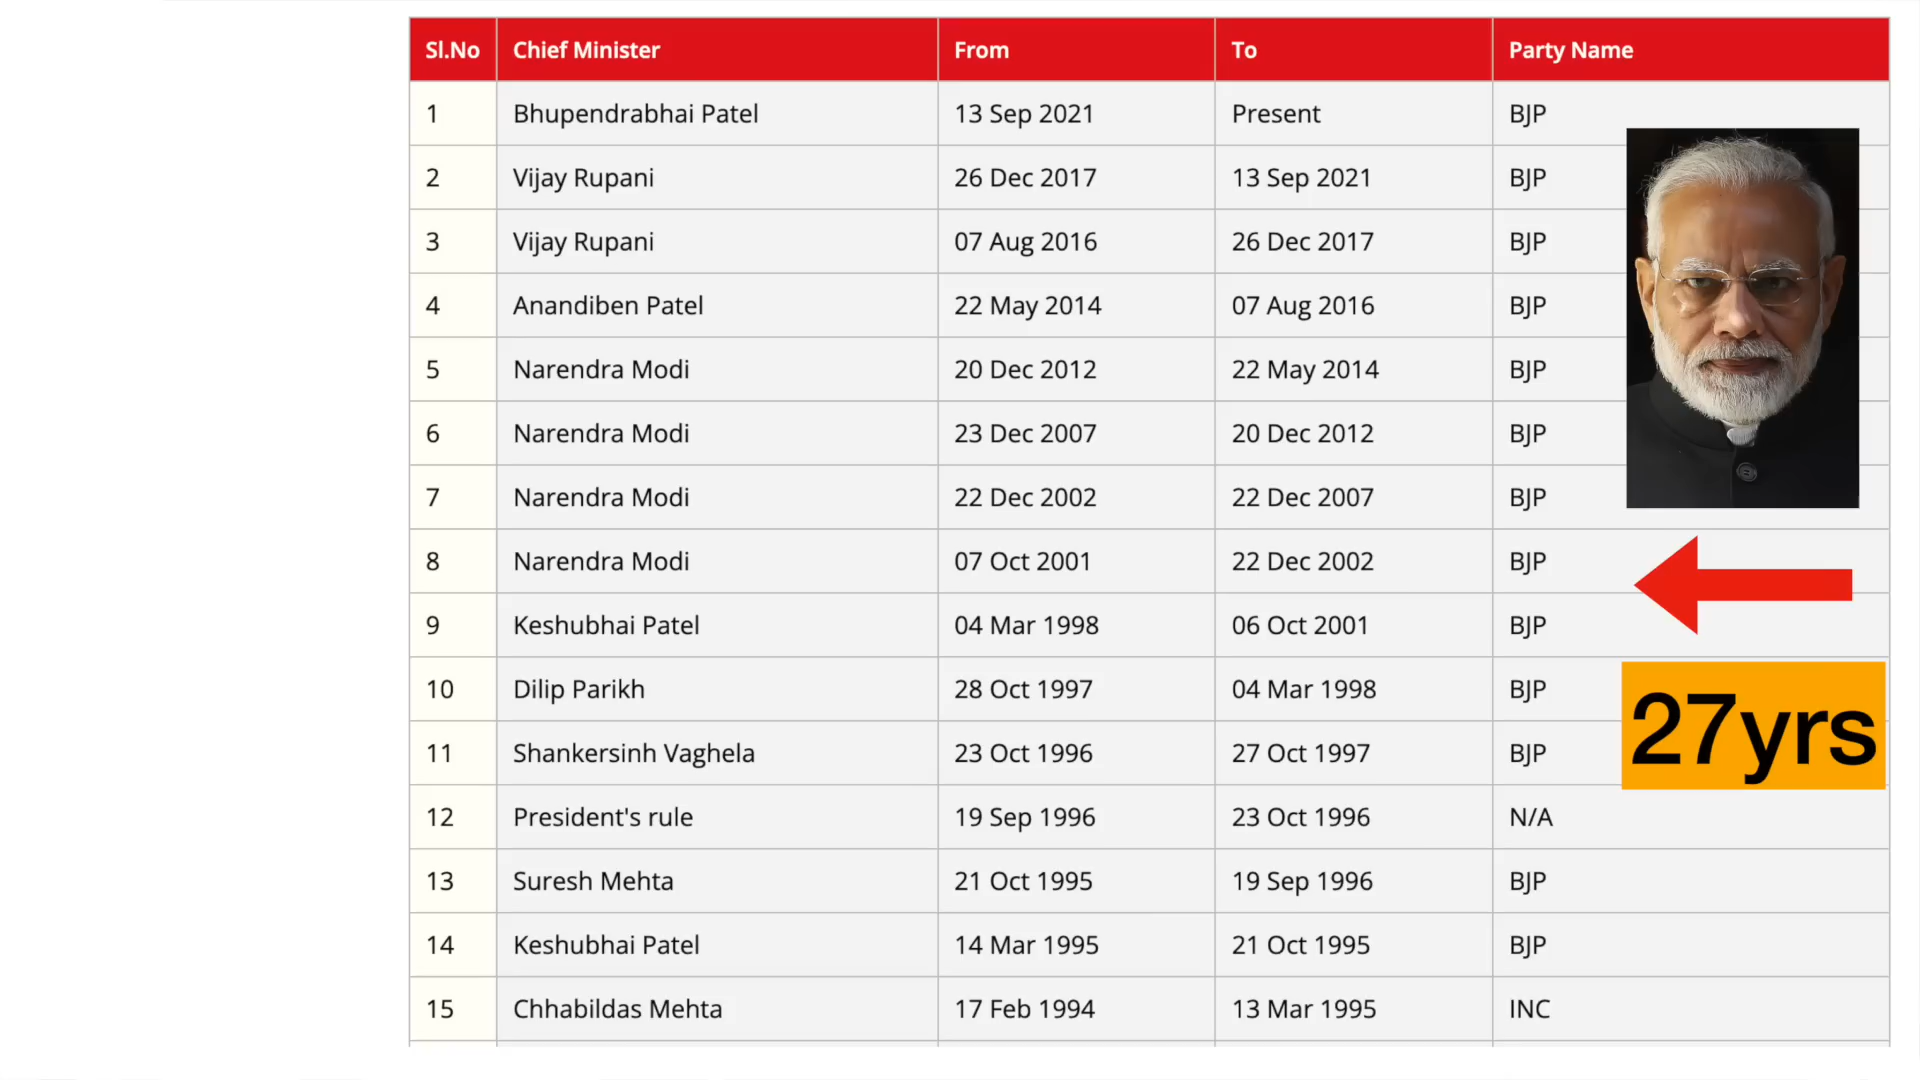 Sl.No Chief Minister From To Party Name
1 Bhupendrabhai Patel 13 Sep 2021 Present BJP
2 Vijay Rupani 26 Dec 2017 13 Sep 2021 BJP
3 Vijay Rupani 07 Aug 2016 26 Dec 2017 BJP
4 Anandiben Patel 22 May 2014 07 Aug 2016 BJP
5 Narendra Modi 20 Dec 2012 22 May 2014 BJP
6 Narendra Modi 23 Dec 2007 20 Dec 2012 BJP
7 Narendra Modi 22 Dec 2002 22 Dec 2007 BJP
8 Narendra Modi 07 Oct 2001 22 Dec 2002 BJP
9 Keshubhai Patel 04 Mar 1998 06 Oct 2001 BJP
10 Dilip Parikh 28 Oct 1997 04 Mar 1998 BJP
11 Shankersinh Vaghela 23 Oct 1996 27 Oct 1997 BJP
27yrs
12 President's rule 19 Sep 1996 23 Oct 1996 N/A
13 Suresh Mehta 21 Oct 1995 19 Sep 1996 BJP
14 Keshubhai Patel 14 Mar 1995 21 Oct 1995 BJP
15 Chhabildas Mehta 17 Feb 1994 13 Mar 1995 INC